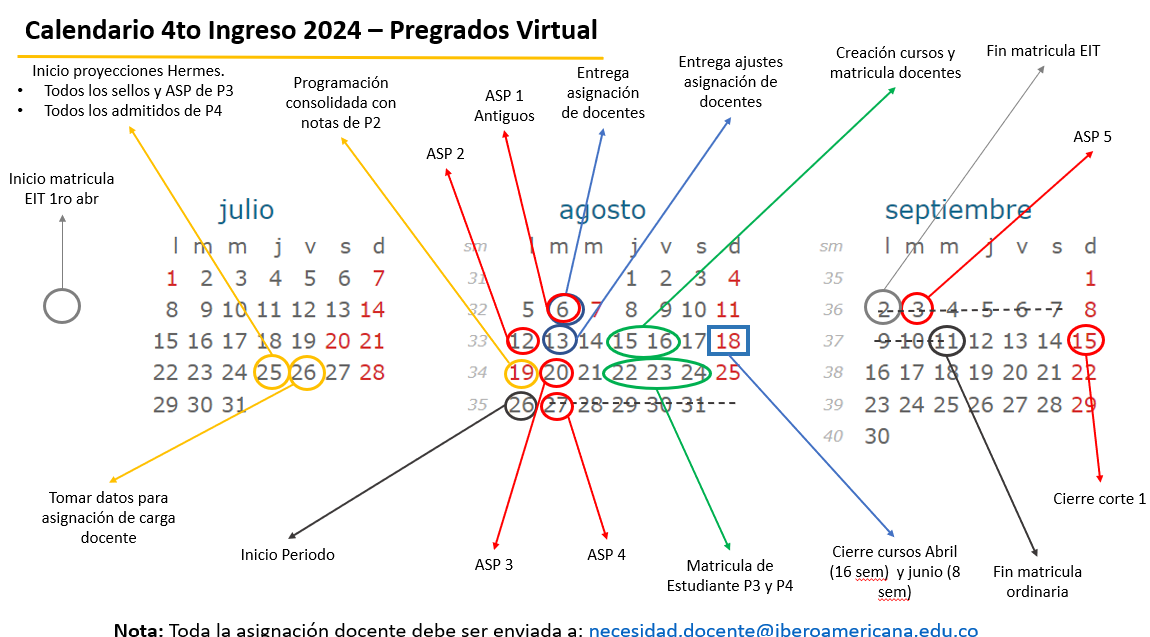 Calendario 4to Ingreso 2024 – Pregrados Virtual
Inicio proyecciones Hermes.
• Todos los sellos y ASP de P3
• Todos los admitidos de P4
Programación
consolidada con
notas de P2
ASP 2
ASP 1
Antiguos
Entrega
asignación
de docentes
Entrega ajustes
asignación de
docentes
Creación cursos y
matricula docentes
Fin matricula EIT
ASP 5
Inicio matricula
EIT 1ro abr
julio
l m m j v s d
1 2 3 4 5 6 7
8 9 10 11 12 13 14
15 16 17 18 19 20 21
22 23 24 25 26 27 28
29 30 31
agosto
sm l m m j v s d
31 1 2 3 4
32 5 6 7 8 9 10 11
33 12 13 14 15 16 17 18
34 19 20 21 22 23 24 25
35 26 27 28 29 30 31
septiembre
sm l m m j v s d
35 1
36 2 3 4 5 6 7 8
37 9 10 11 12 13 14 15
38 16 17 18 19 20 21 22
39 23 24 25 26 27 28 29
40 30
Tomar datos para
asignación de carga
docente
Inicio Periodo
ASP 3
ASP 4
Matricula de
Estudiante P3 y P4
Cierre cursos Abril
(16 sem) y junio (8
sem)
Fin matricula
ordinaria
Cierre corte 1
Nota: Toda la asignación docente debe ser enviada a: necesidad.docente@iberoamericana.edu.co